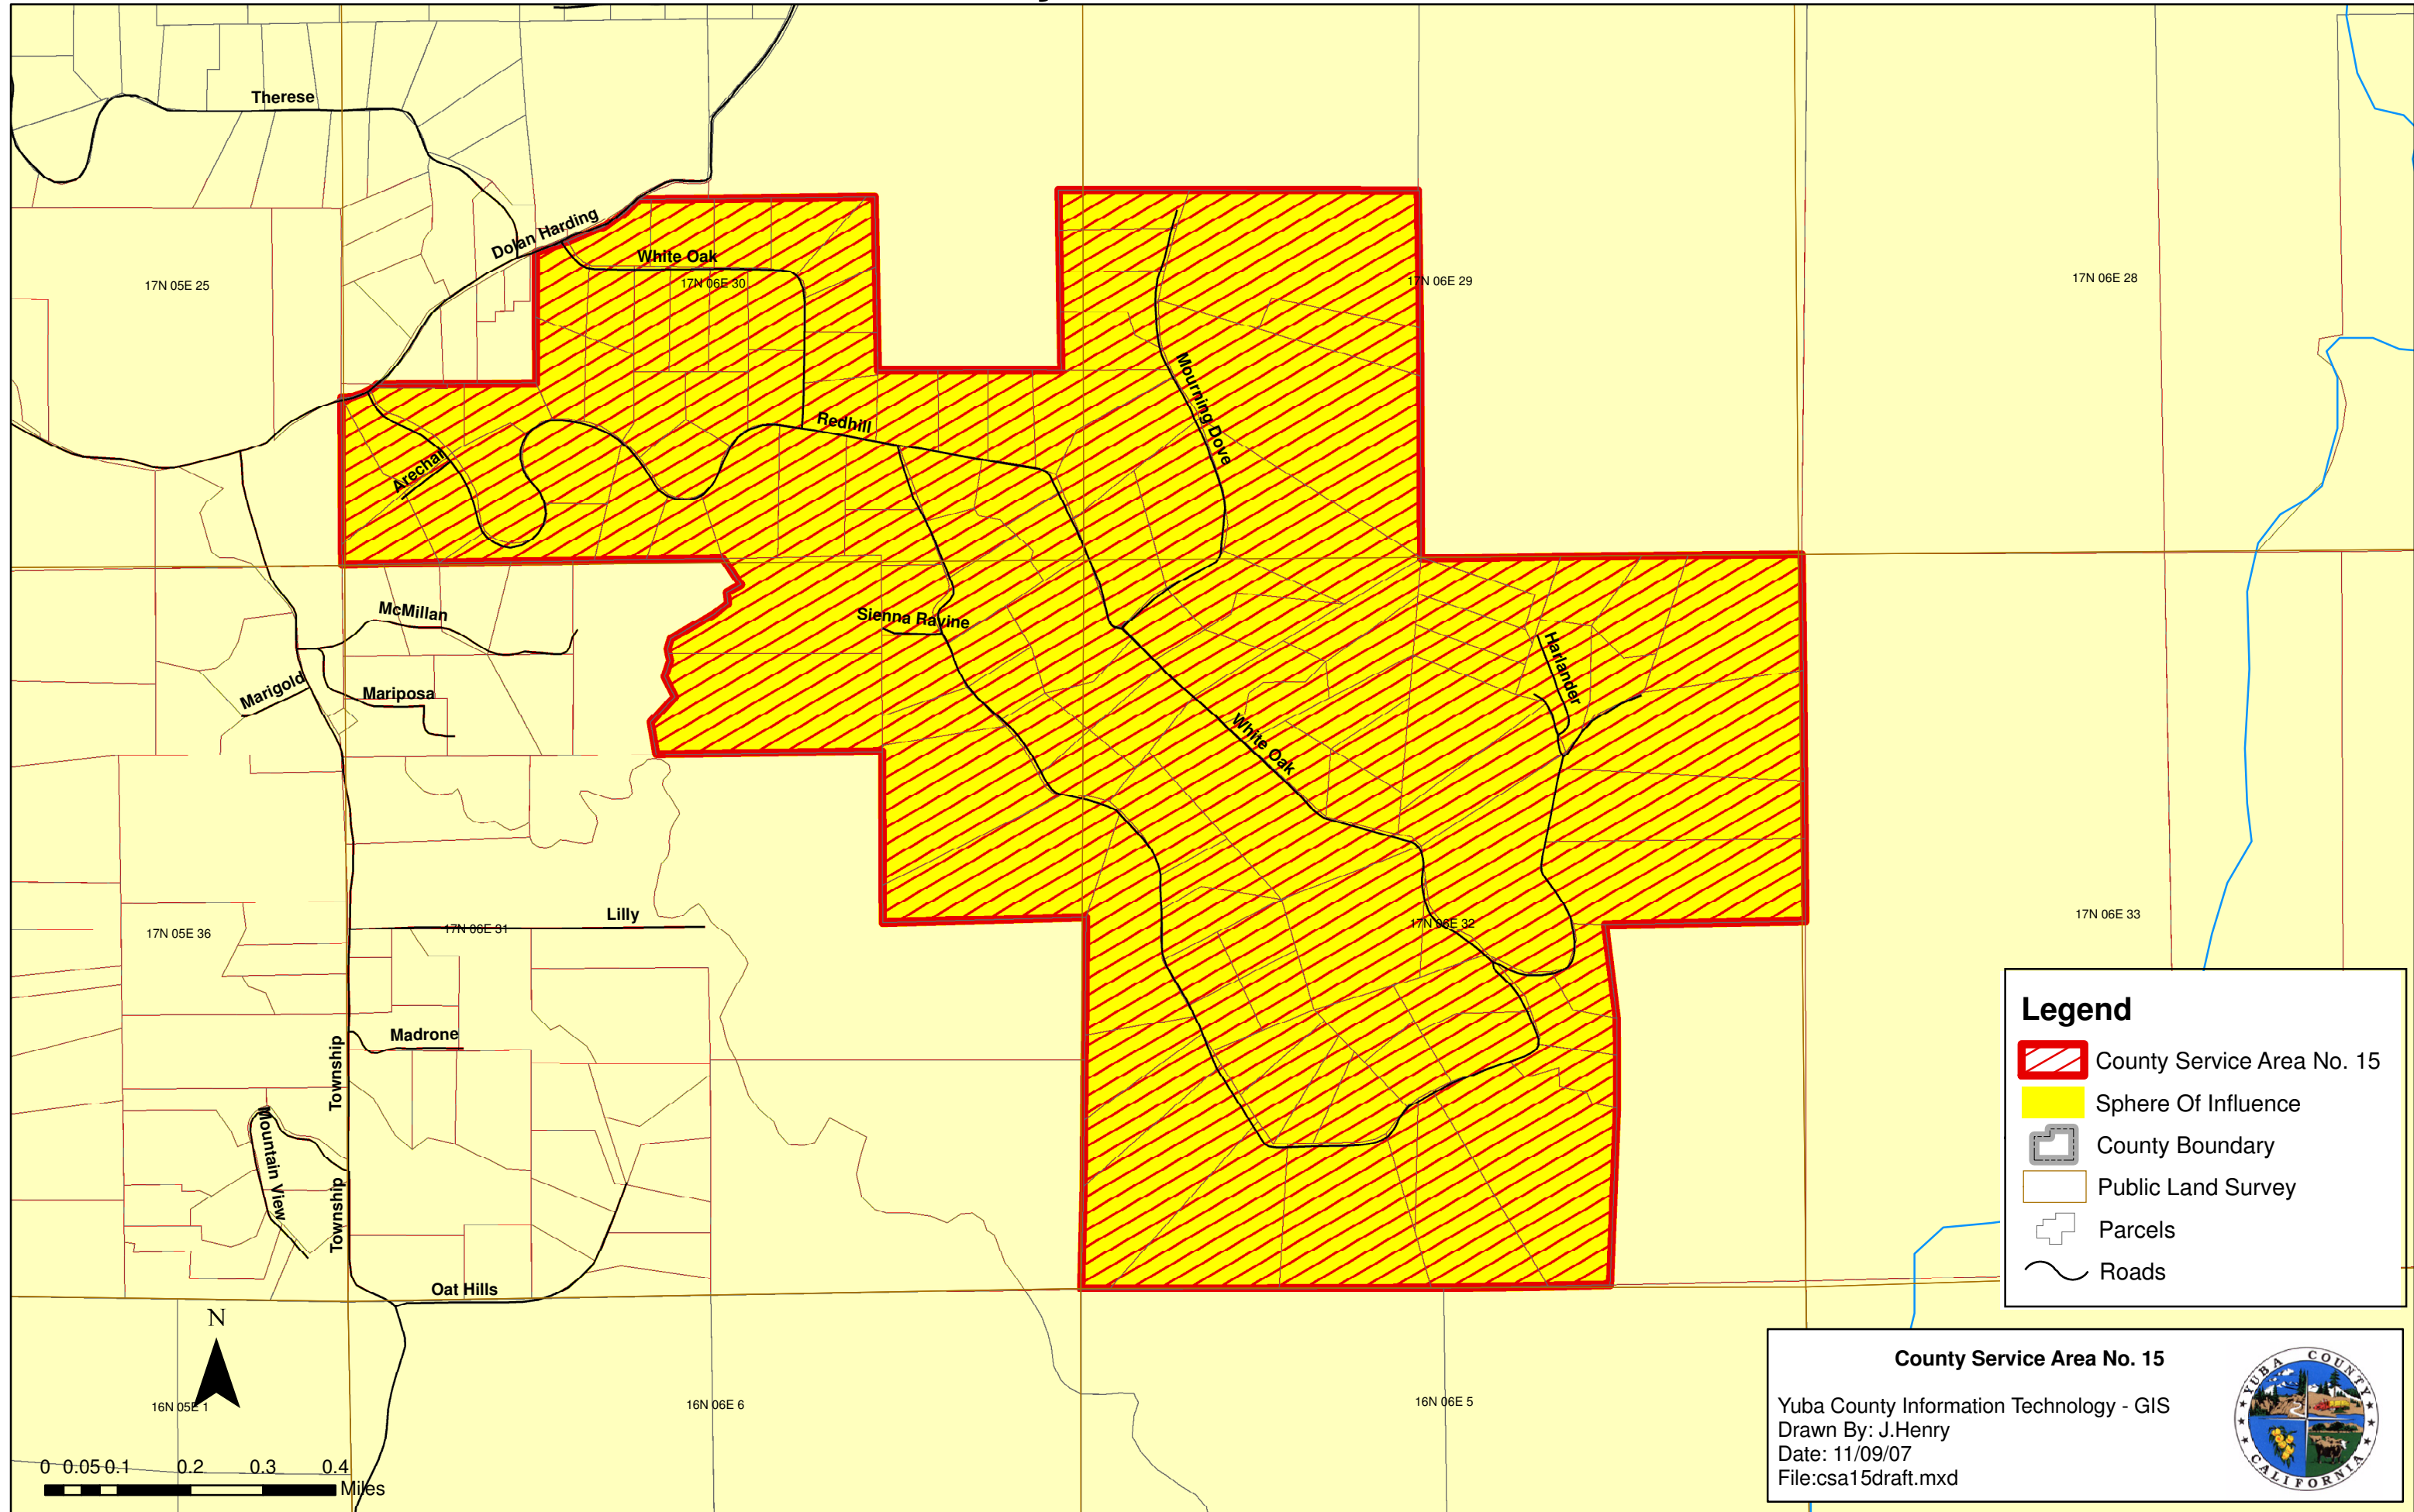 Therese
Dolan Harding
White Oak
17N 05E 25
17N 06E 30
17N 06E 29
17N 06E 28
Mourning Dove
Redhill
Arechar
McMillan
Sienna Ravine
Harlander
Marigold
Mariposa
White Oak
Lilly
17N 05E 36
17N 06E 31
17N 06E 32
17N 06E 33
Madrone
Township
Mountain View
Township
Oat Hills
N
16N 05E 1
16N 06E 6
16N 06E 5
0 0.05 0.1 0.2 0.3 0.4
Miles
Legend
County Service Area No. 15
Sphere Of Influence
County Boundary
Public Land Survey
Parcels
Roads
County Service Area No. 15
Yuba County Information Technology - GIS
Drawn By: J.Henry
Date: 11/09/07
File:csa15draft.mxd
YUBA COUNTY
CALIFORNIA